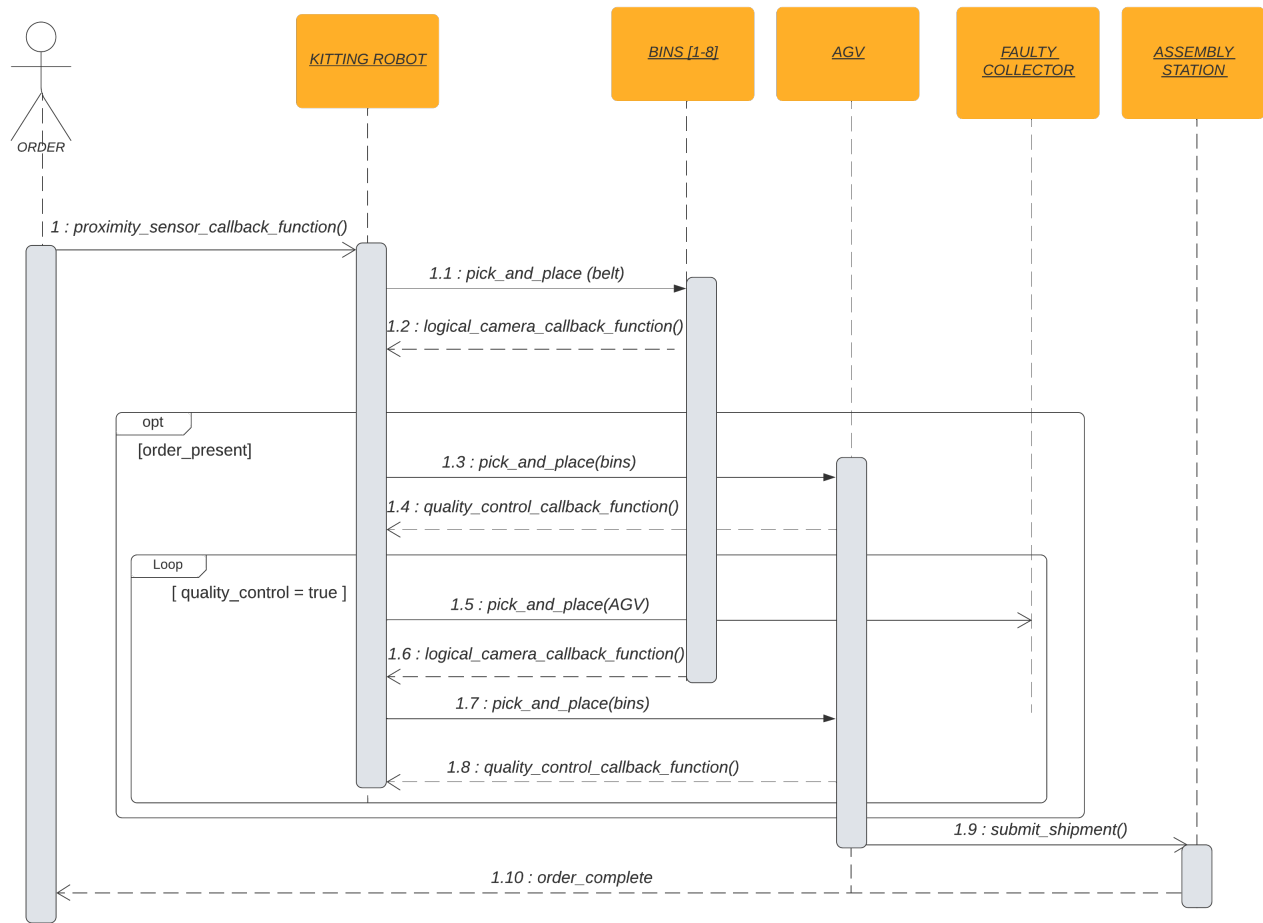 ORDER
KITTING ROBOT
BINS [1-8]
AGV
FAULTY
COLLECTOR
ASSEMBLY
STATION
1 : proximity_sensor_callback_function()
1.1 : pick_and_place (belt)
1.2 : logical_camera_callback_function()
opt
[order_present]
1.3 : pick_and_place(bins)
1.4 : quality_control_callback_function()
Loop
[ quality_control = true ]
1.5 : pick_and_place(AGV)
1.6 : logical_camera_callback_function()
1.7 : pick_and_place(bins)
1.8 : quality_control_callback_function()
1.9 : submit_shipment()
1.10 : order_complete